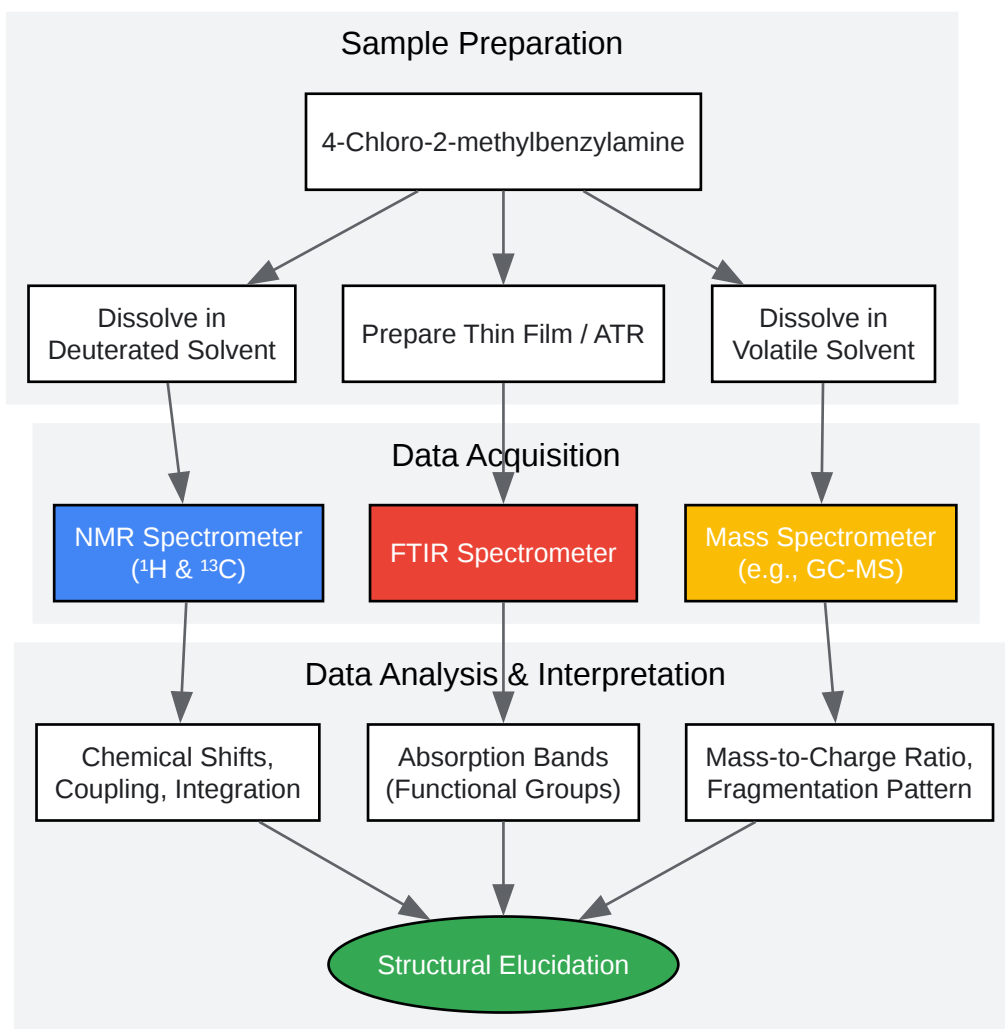 Sample Preparation
4-Chloro-2-methylbenzylamine
Dissolve in
Deuterated Solvent
Prepare Thin Film / ATR
Dissolve in
Volatile Solvent
Data Acquisition
NMR Spectrometer
(¹H & ¹³C)
FTIR Spectrometer
Mass Spectrometer
(e.g., GC-MS)
Data Analysis & Interpretation
Chemical Shifts,
Coupling, Integration
Absorption Bands
(Functional Groups)
Mass-to-Charge Ratio,
Fragmentation Pattern
Structural Elucidation